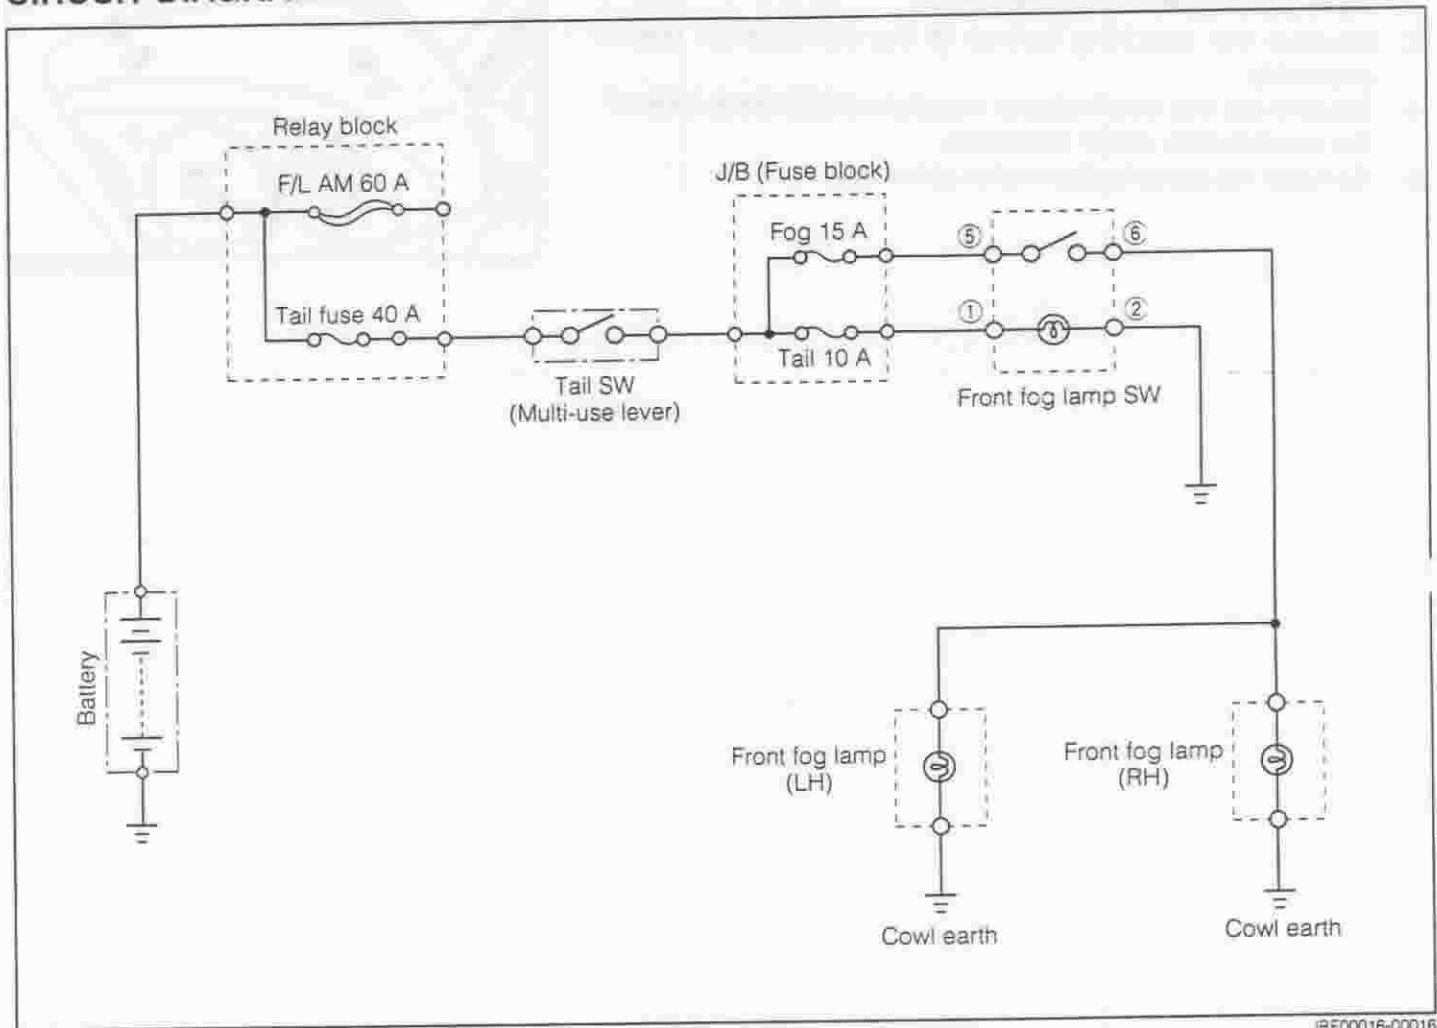 Relay block
F/L AM 60 A
J/B (Fuse block)
Fog 15 A
⑤
⑥
Tail fuse 40 A
①
②
Tail 10 A
Tail SW
(Multi-use lever)
Front fog lamp SW
Battery
Front fog lamp
(LH)
Front fog lamp
(RH)
Cowl earth
Cowl earth